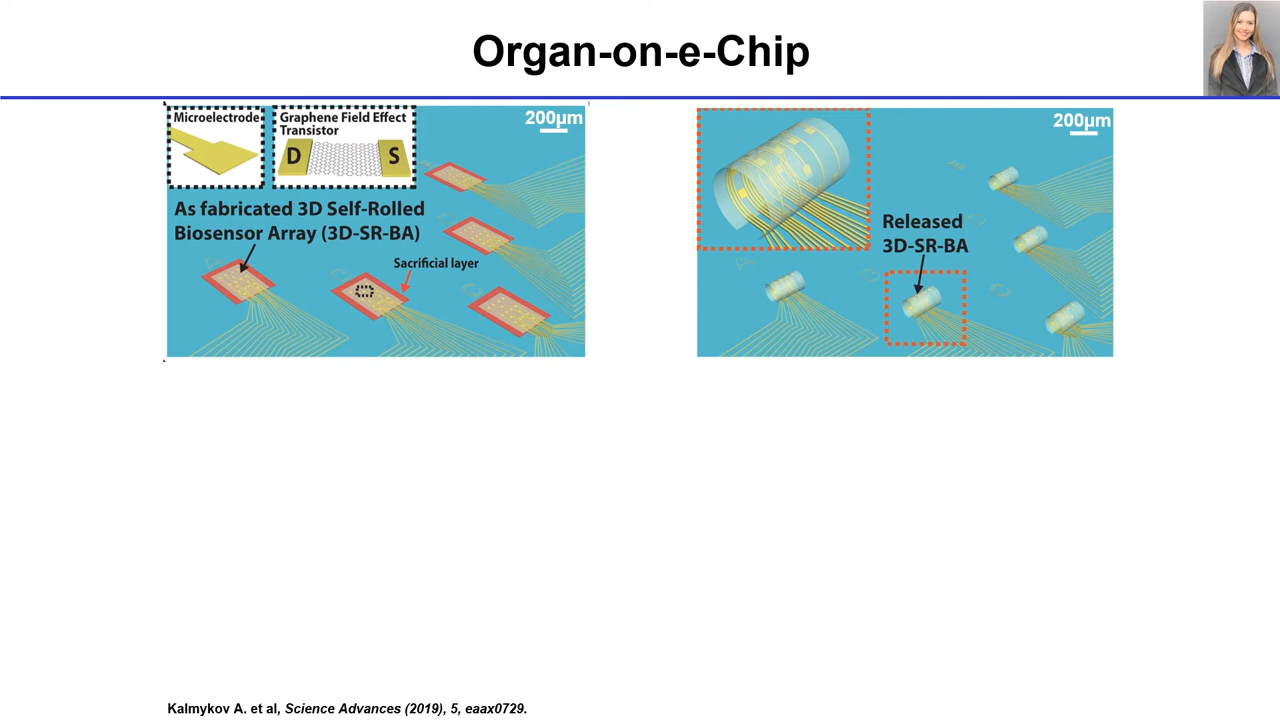 Organ-on-e-Chip
Microelectrode
Graphene Field Effect
Transistor
D
S
200µm
As fabricated 3D Self-Rolled
Biosensor Array (3D-SR-BA)
Sacrificial layer
200µm
Released
3D-SR-BA
Kalmykov A. et al, Science Advances (2019), 5, eaax0729.